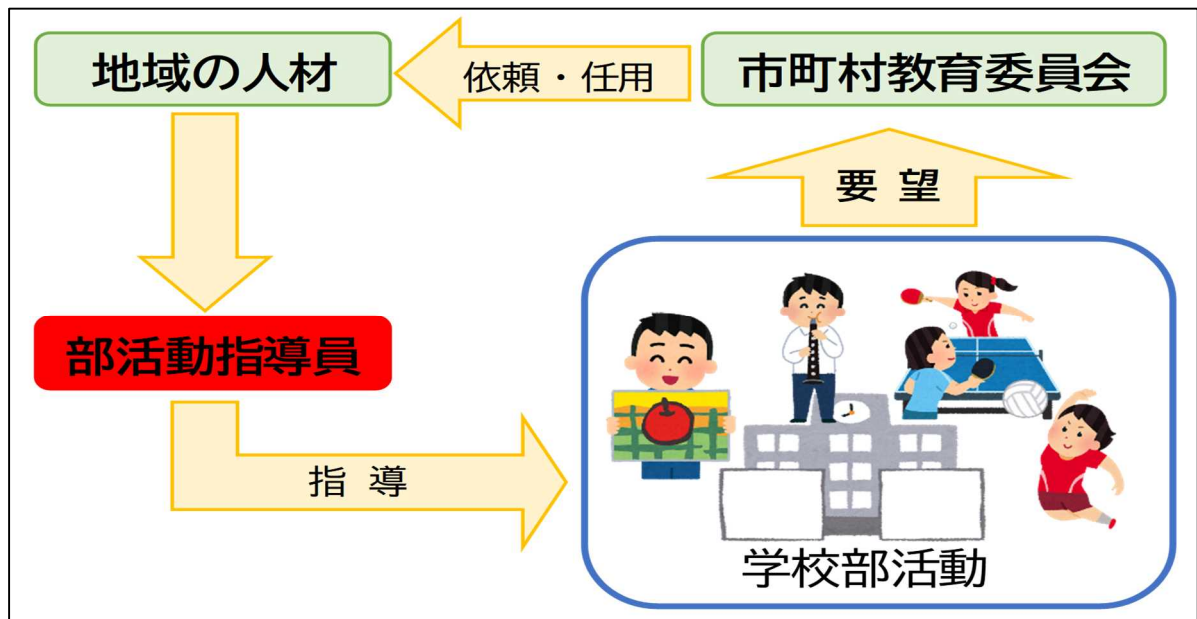 地域の人材
依頼・任用
市町村教育委員会
要望
部活動指導員
指導
学校部活動